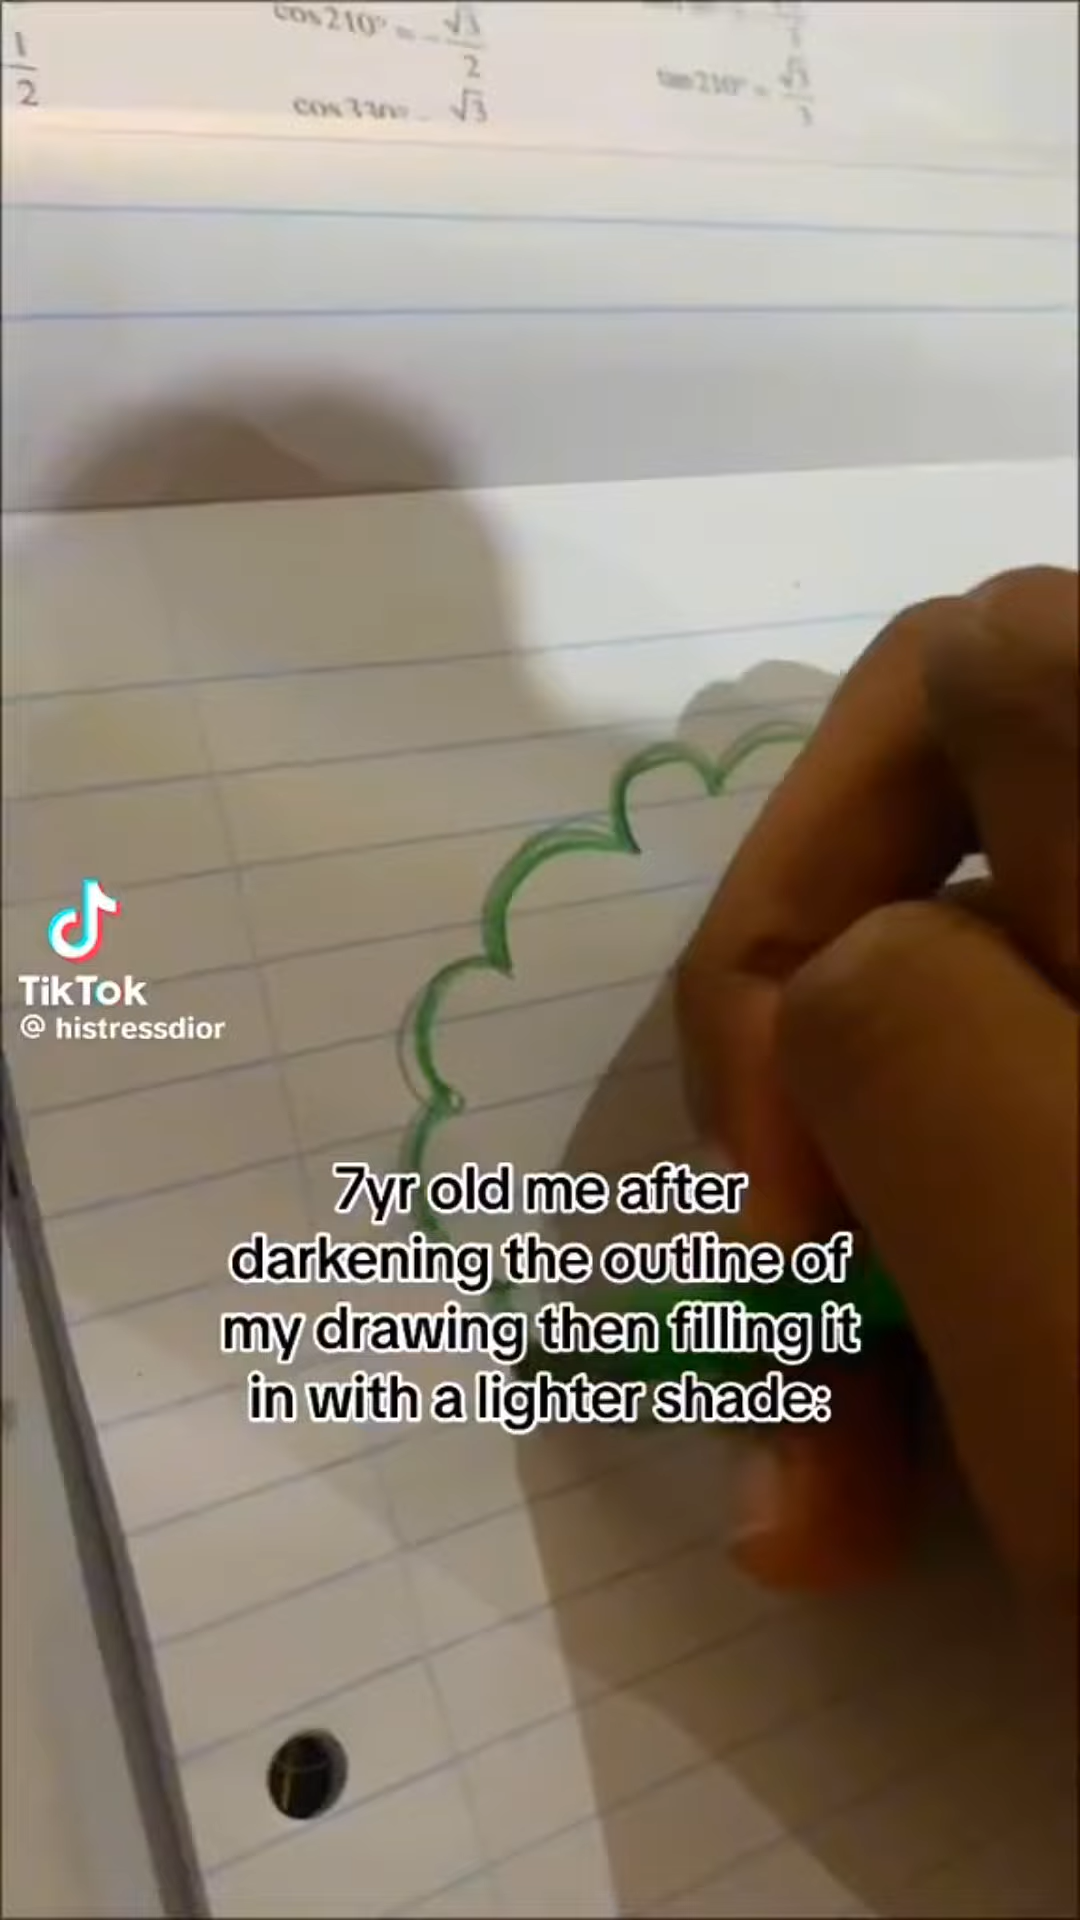 1
2
cos 210° = - √3
2
cos 330° √3
tan 210° = √3
3
TikTok
@ histressdior
7yr old me after
darkening the outline of
my drawing then filling it
in with a lighter shade: